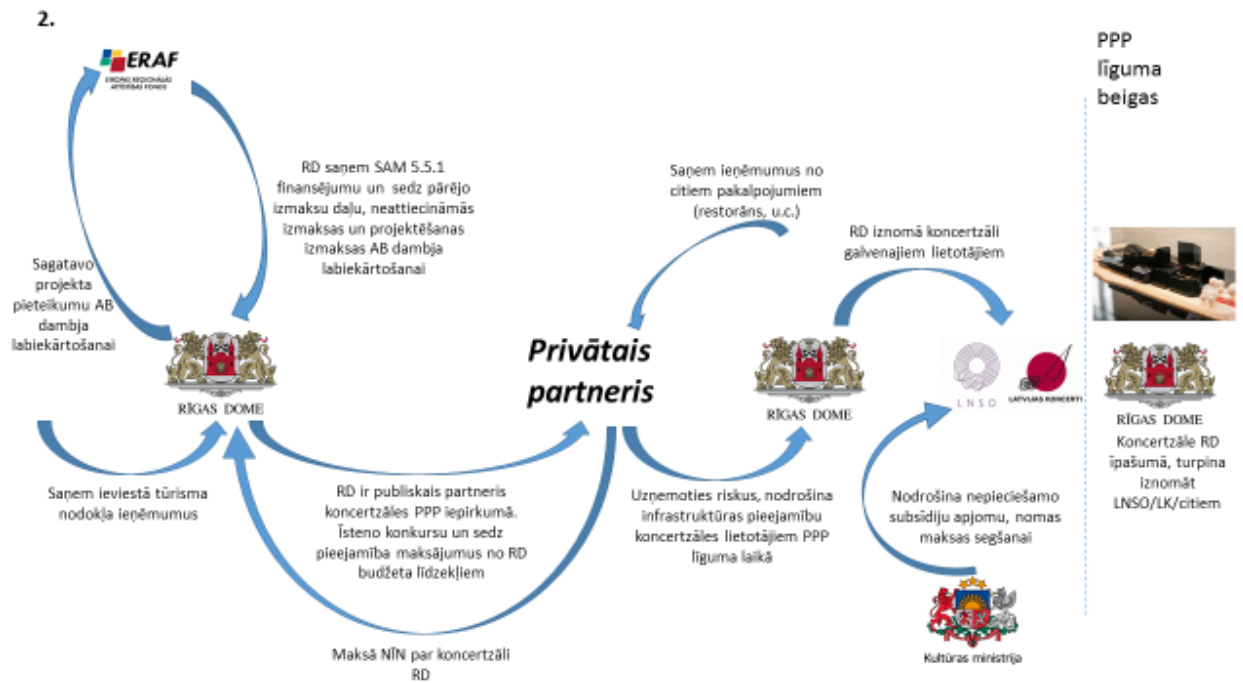 2.
ERAF
EIROPAS REĢIONĀLĀS
ATTĪSTĪBAS FONDS
RD saņem SAM 5.5.1
finansējumu un sedz pārējo
izmaksu daļu, neattiecināmās
izmaksas un projektēšanas
izmaksas AB dambja
labiekārtošanai
Sagatavo
projekta
pieteikumu AB
dambja
labiekārtošanai
RĪGAS DOME
Saņem ieviestā tūrisma
nodokļa ieņēmumus
RD ir publiskais partneris
koncertzāles PPP iepirkumā.
Īsteno konkursu un sedz
pieejamība maksājumus no RD
budžeta līdzekļiem
Maksā NĪN par koncertzāli
RD
Privātais
partneris
Saņem ieņēmumus no
citiem pakalpojumiem
(restorāns, u.c.)
Uzņemoties riskus, nodrošina
infrastruktūras pieejamību
koncertzāles lietotājiem PPP
līguma laikā
RĪGAS DOME
RD iznomā koncertzāli
galvenajiem lietotājiem
LNSO
LATVIJAS KONCERTI
Nodrošina nepieciešamo
subsīdiju apjomu, nomas
maksas segšanai
Kultūras ministrija
PPP
līguma
beigas
RĪGAS DOME
Koncertzāle RD
īpašumā, turpina
iznomāt
LNSO/LK/citiem